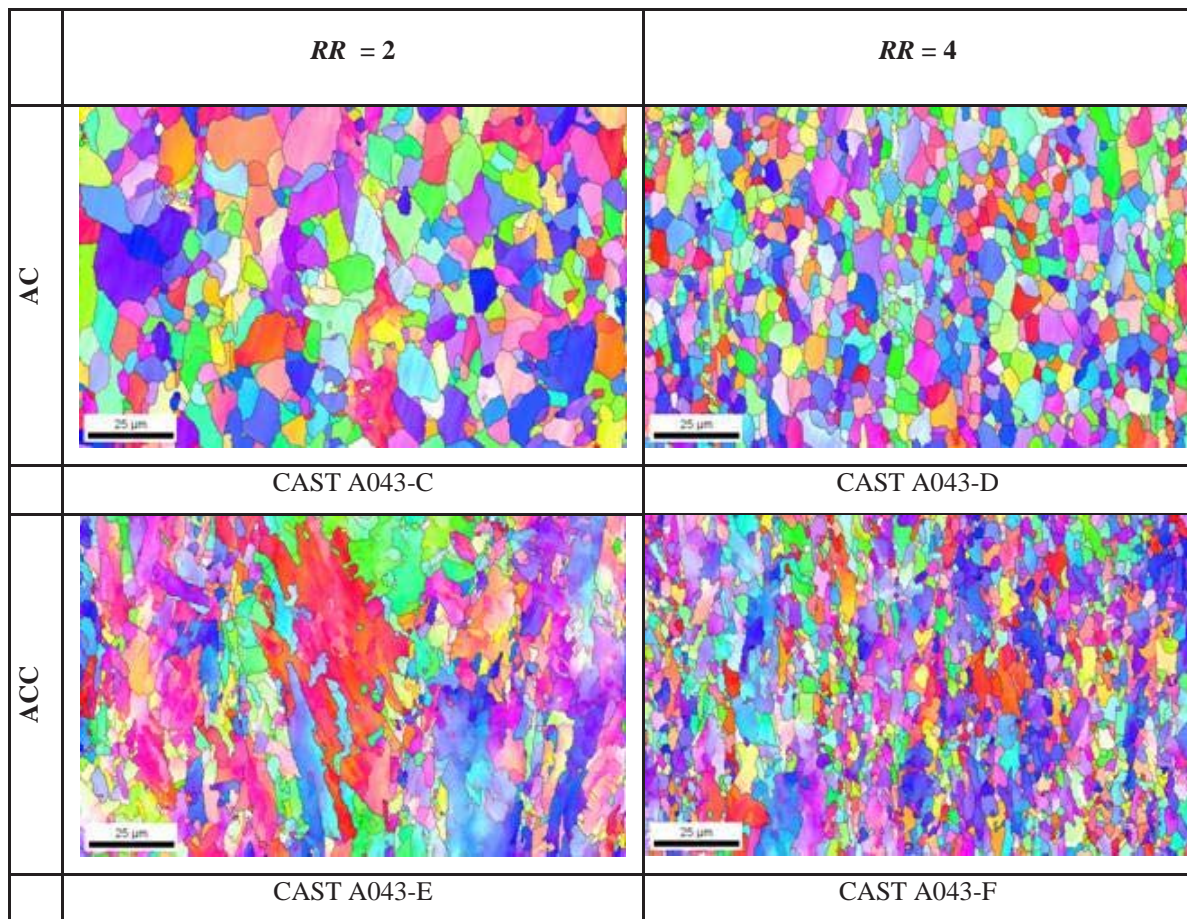 RR = 2
RR = 4
AC
25 µm
25 µm
CAST A043-C
CAST A043-D
ACC
25 µm
25 µm
CAST A043-E
CAST A043-F